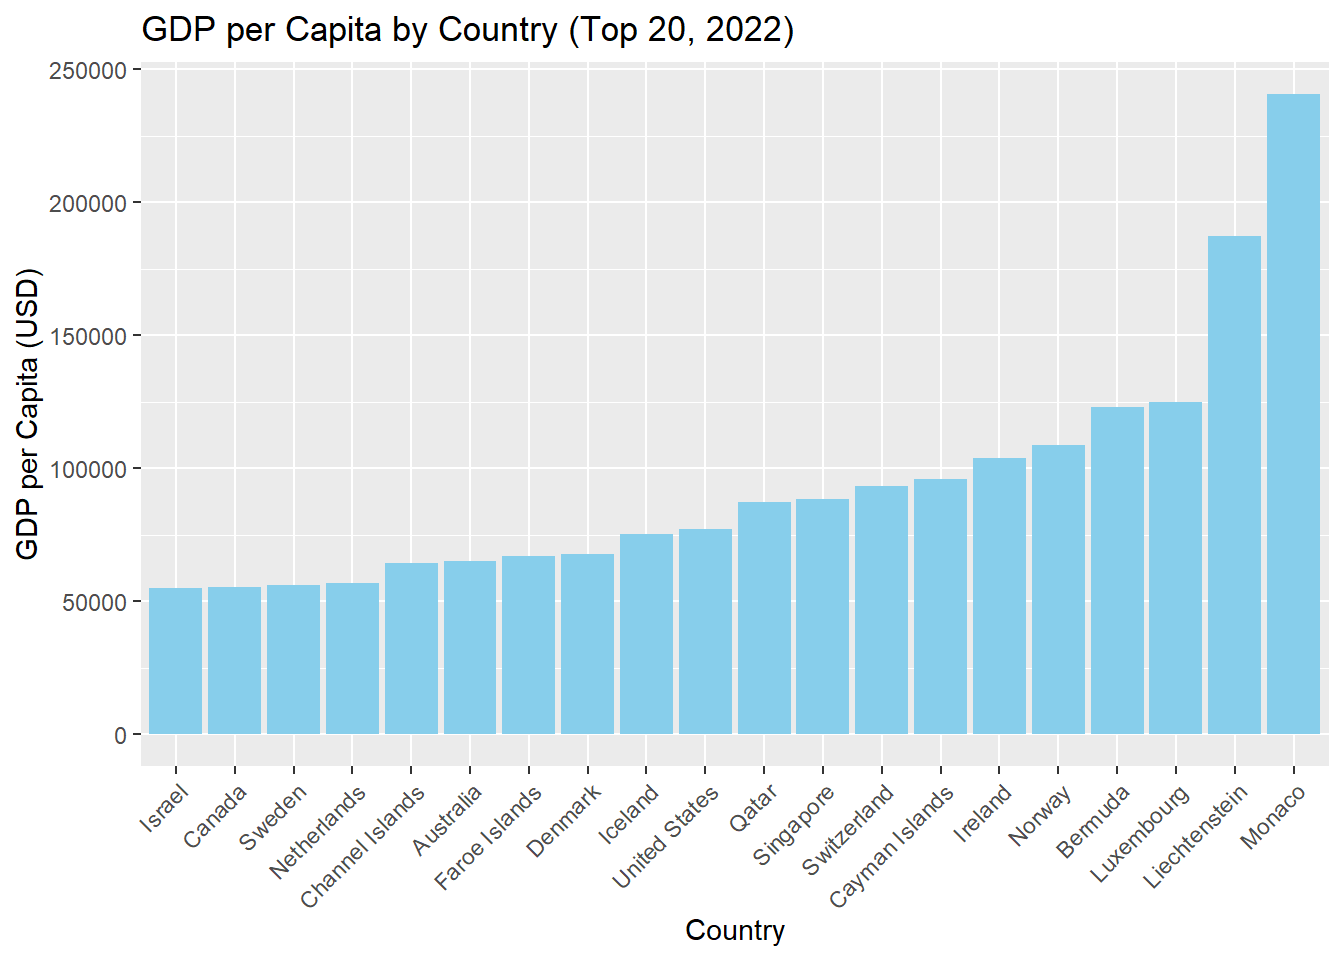 GDP per Capita by Country (Top 20, 2022)
GDP per Capita (USD)
250000
200000
150000
100000
50000
0
Israel
Canada
Sweden
Netherlands
Channel Islands
Australia
Faroe Islands
Denmark
Iceland
United States
Qatar
Singapore
Switzerland
Cayman Islands
Ireland
Norway
Bermuda
Luxembourg
Liechtenstein
Monaco
Country